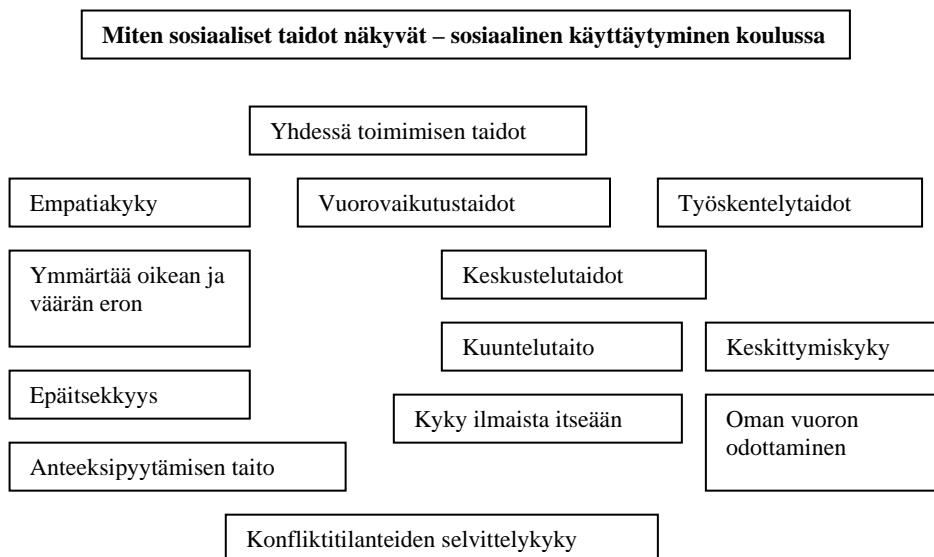 Miten sosiaaliset taidot näkyvät – sosiaalinen käyttäytyminen koulussa
Yhdessä toimimisen taidot
Empatiakyky
Vuorovaikutustaidot
Työskentelytaidot
Ymmärtää oikean ja
väärän eron
Keskustelutaidot
Kuuntelutaito
Keskittymiskyky
Epäitsekkyys
Kyky ilmaista itseään
Oman vuoron
odottaminen
Anteeksipyytämisen taito
Konfliktitilanteiden selvittelykyky